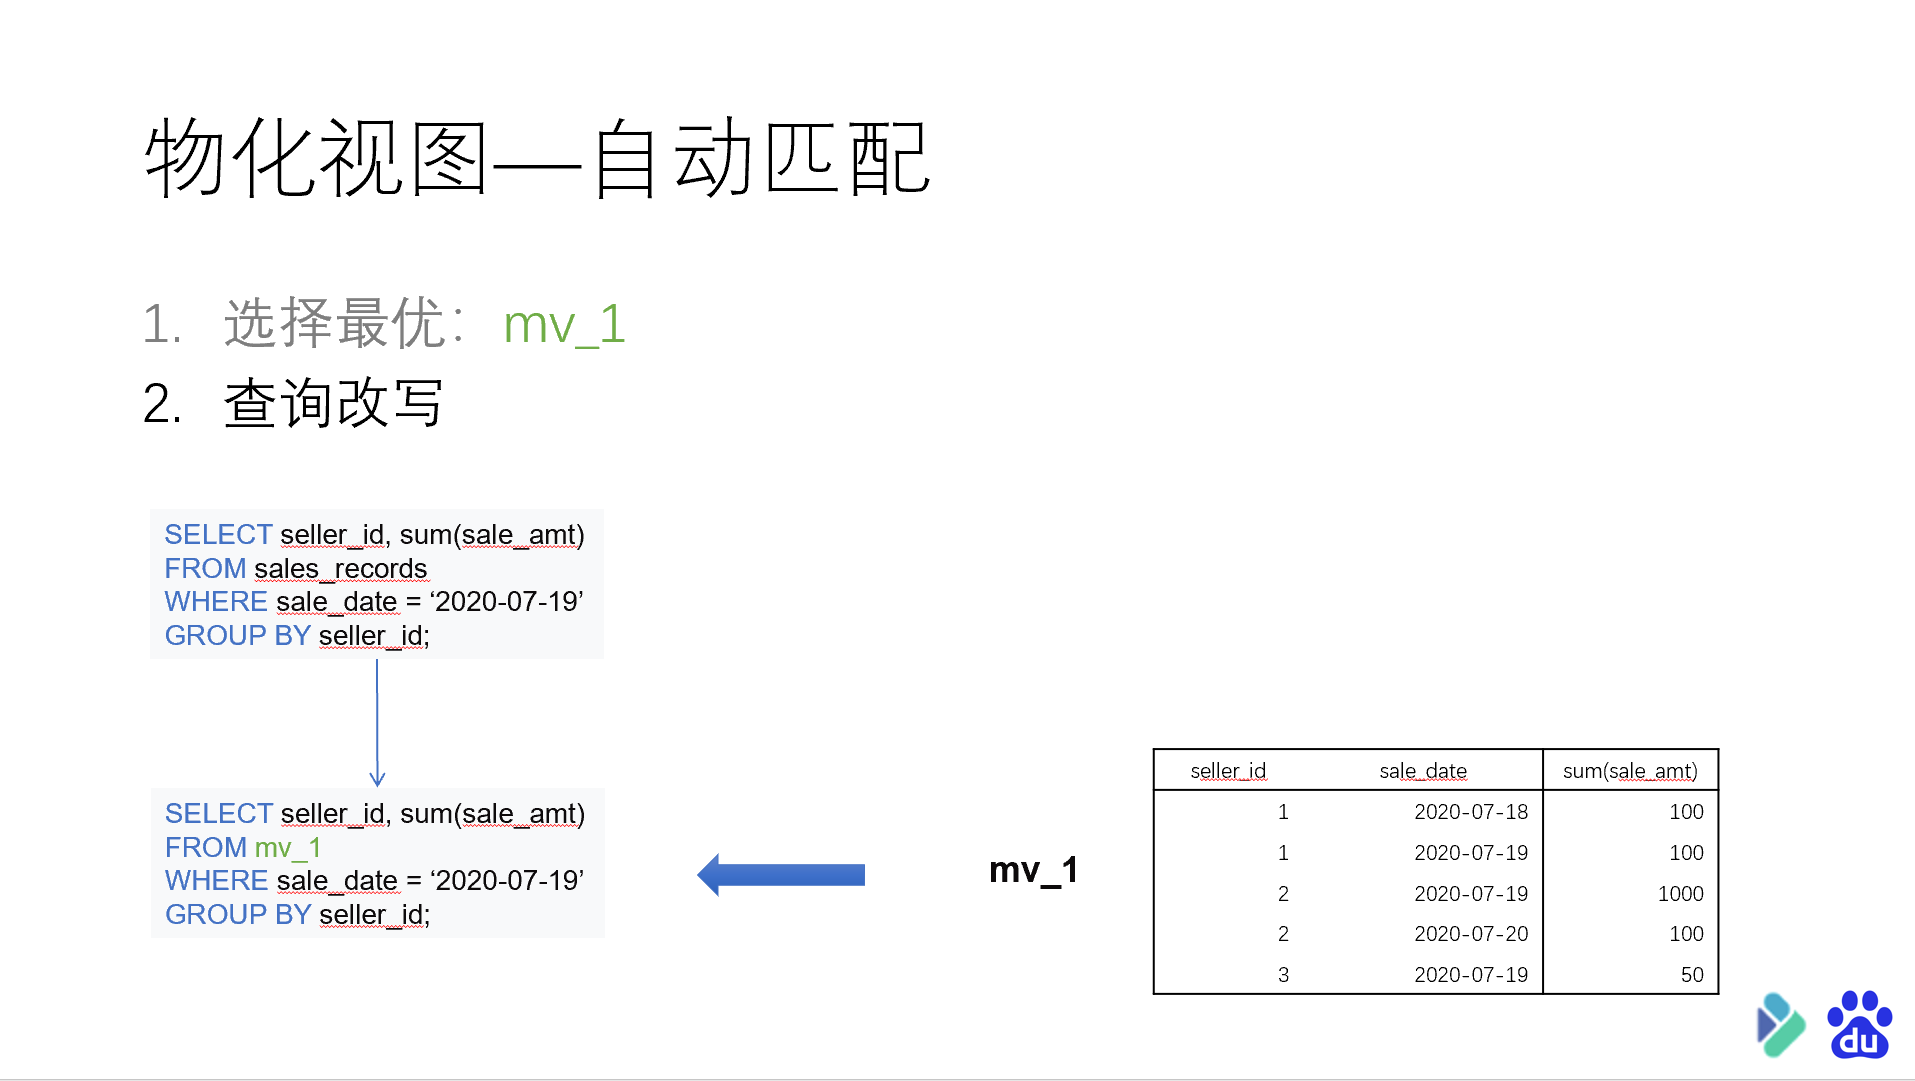 物化视图—自动匹配
1. 选择最优：mv_1
2. 查询改写
SELECT seller_id, sum(sale_amt)
FROM sales_records
WHERE sale_date = ‘2020-07-19’
GROUP BY seller_id;
SELECT seller_id, sum(sale_amt)
FROM mv_1
WHERE sale_date = ‘2020-07-19’
GROUP BY seller_id;
mv_1
seller_id sale_date sum(sale_amt)
1 2020-07-18 100
1 2020-07-19 100
2 2020-07-19 1000
2 2020-07-20 100
3 2020-07-19 50
du